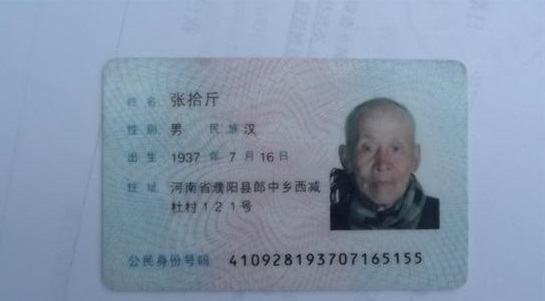 姓名 张拾斤
性别 男 民族 汉
出生 1937 年 7 月 16 日
住址 河南省濮阳县郎中乡西减
杜村121号
公民身份号码 410928193707165155